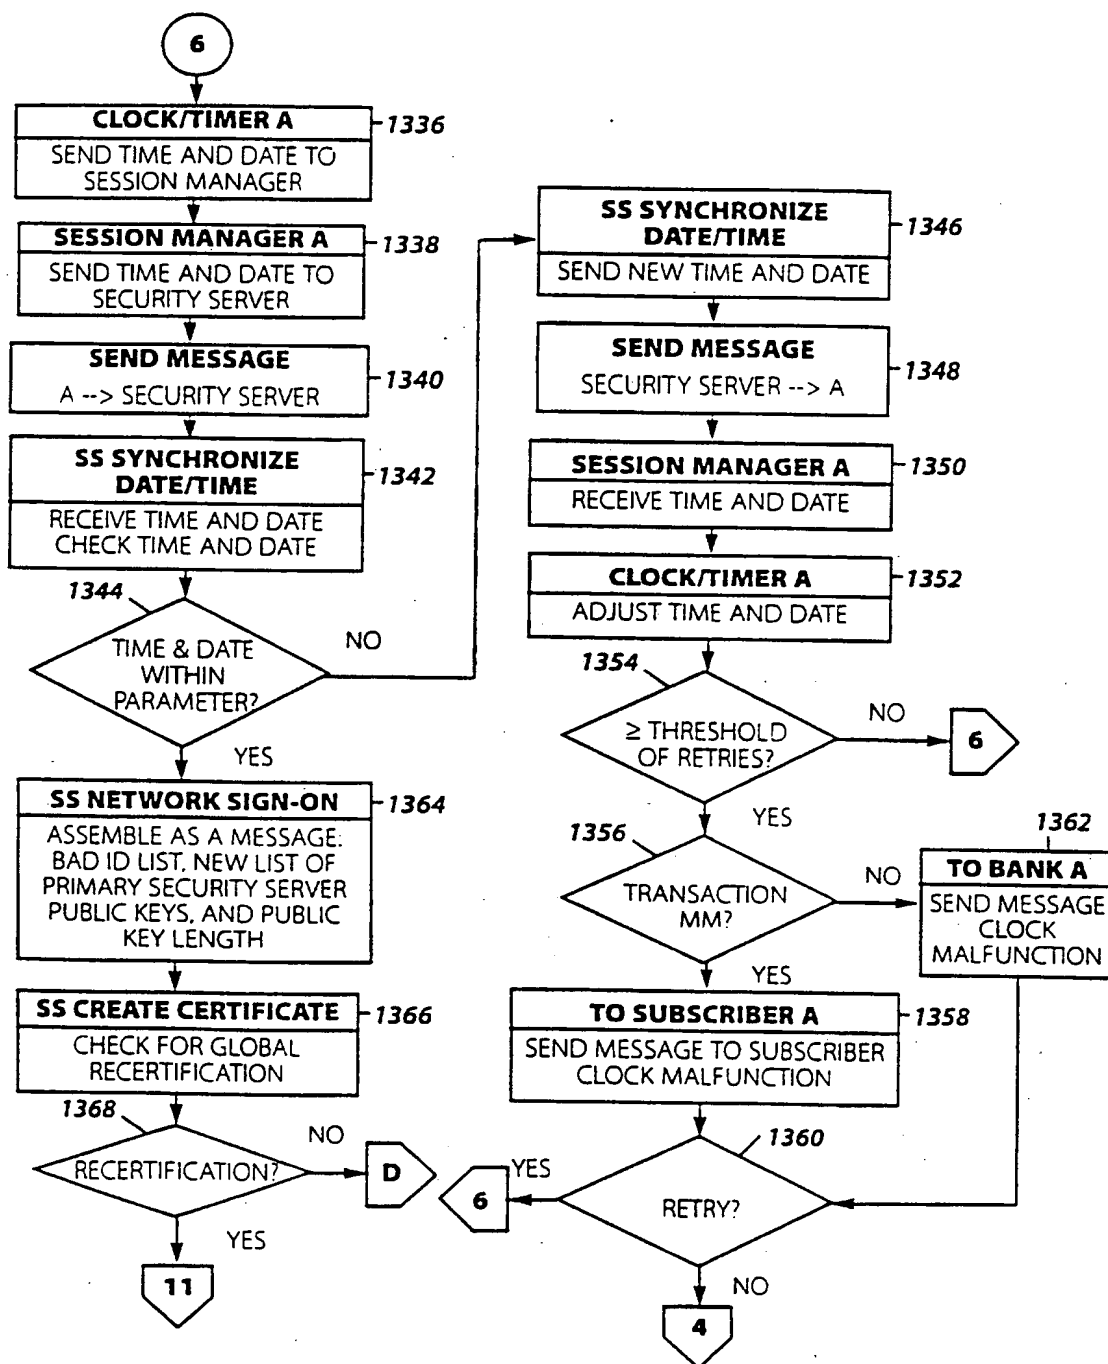 6
CLOCK/TIMER A
1336
SEND TIME AND DATE TO
SESSION MANAGER
SESSION MANAGER A
1338
SEND TIME AND DATE TO
SECURITY SERVER
SEND MESSAGE
1340
A --> SECURITY SERVER
SS SYNCHRONIZE
DATE/TIME
1342
RECEIVE TIME AND DATE
CHECK TIME AND DATE
1344
TIME & DATE
WITHIN
PARAMETER?
NO
YES
SS NETWORK SIGN-ON
1364
ASSEMBLE AS A MESSAGE:
BAD ID LIST, NEW LIST OF
PRIMARY SECURITY SERVER
PUBLIC KEYS, AND PUBLIC
KEY LENGTH
SS CREATE CERTIFICATE
1366
CHECK FOR GLOBAL
RECERTIFICATION
1368
RECERTIFICATION?
NO
D
YES
11
SS SYNCHRONIZE
DATE/TIME
1346
SEND NEW TIME AND DATE
SEND MESSAGE
1348
SECURITY SERVER --> A
SESSION MANAGER A
1350
RECEIVE TIME AND DATE
CLOCK/TIMER A
1352
ADJUST TIME AND DATE
1354
≥ THRESHOLD
OF RETRIES?
NO
6
YES
1356
TRANSACTION
MM?
NO
1362
TO BANK A
SEND MESSAGE
CLOCK
MALFUNCTION
YES
TO SUBSCRIBER A
1358
SEND MESSAGE TO SUBSCRIBER
CLOCK MALFUNCTION
1360
RETRY?
YES
6
NO
4